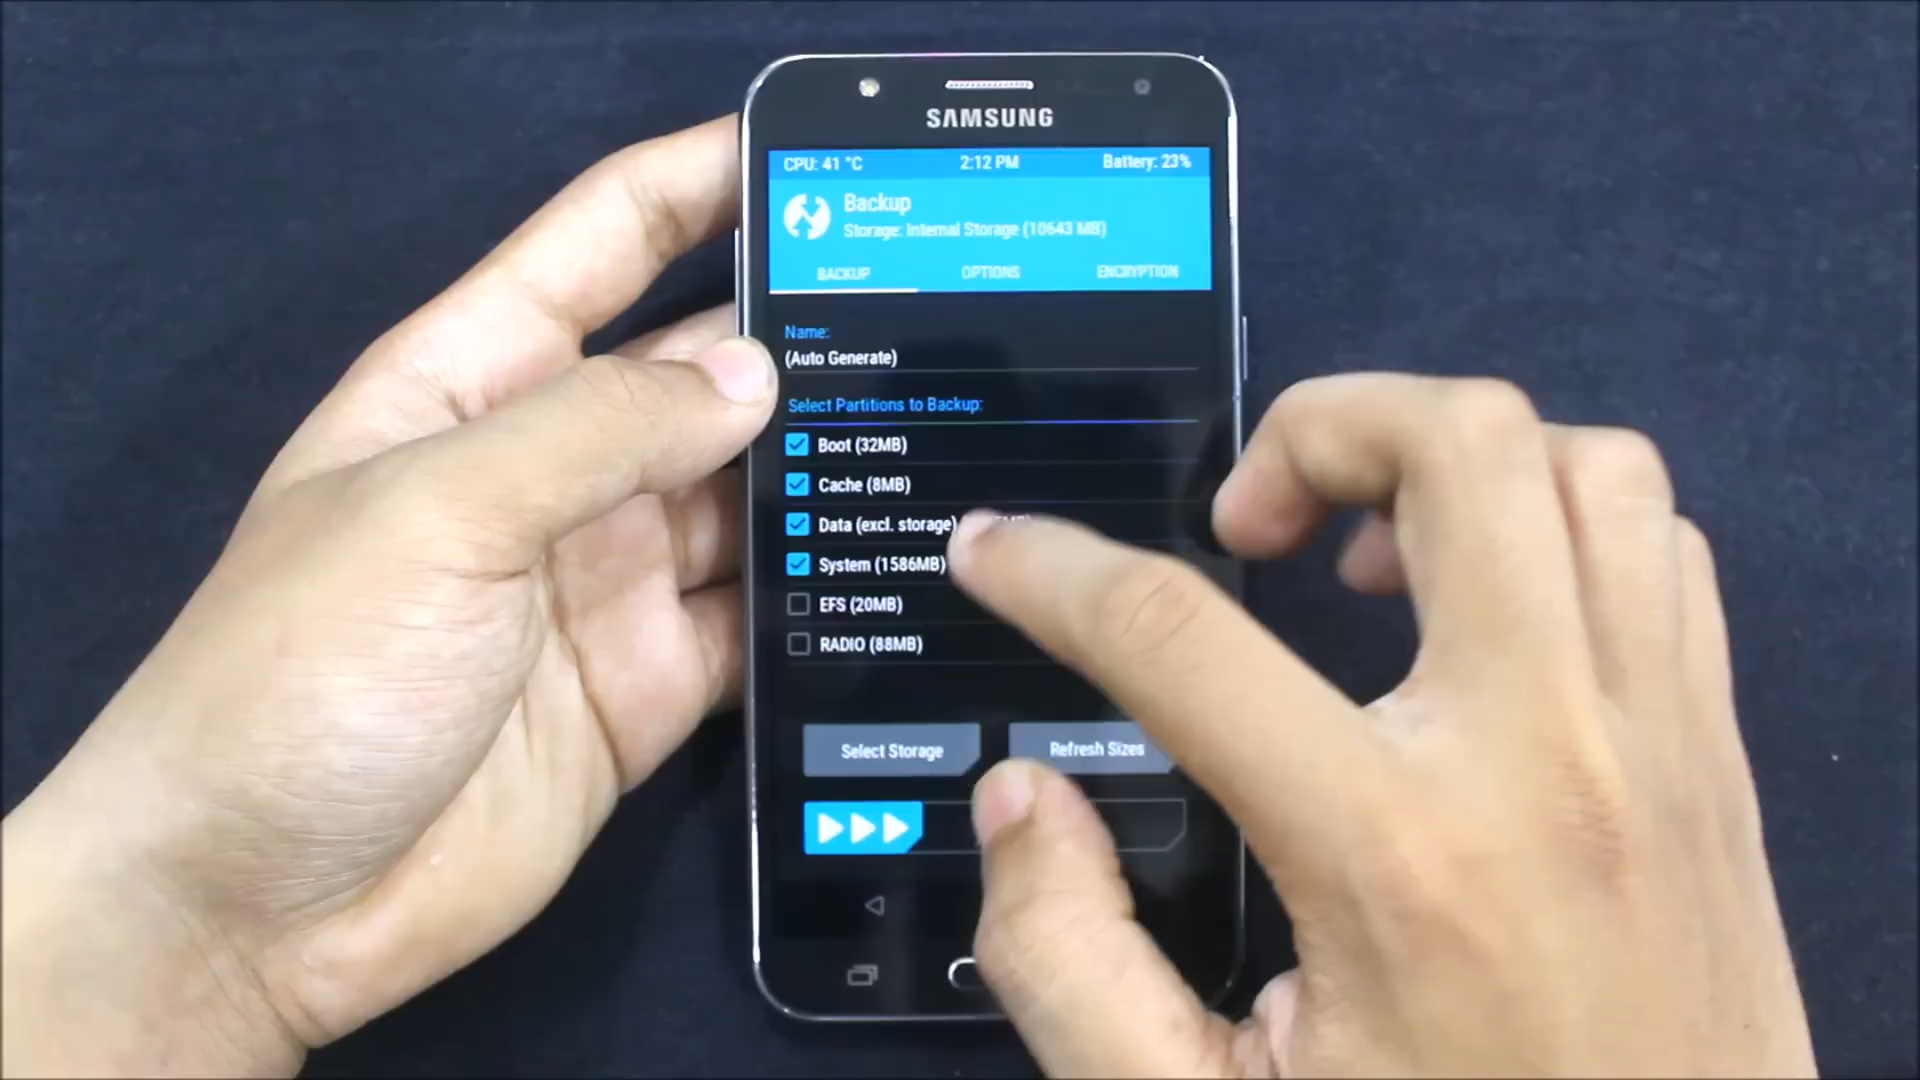 SAMSUNG
CPU: 41 °C 2:12 PM Battery: 23%
Backup
Storage: Internal Storage (10643 MB)
BACKUP OPTIONS ENCRYPTION
Name:
(Auto Generate)
Select Partitions to Backup:
Boot (32MB)
Cache (8MB)
Data (excl. storage)
System (1586MB)
EFS (20MB)
RADIO (88MB)
Select Storage Refresh Sizes